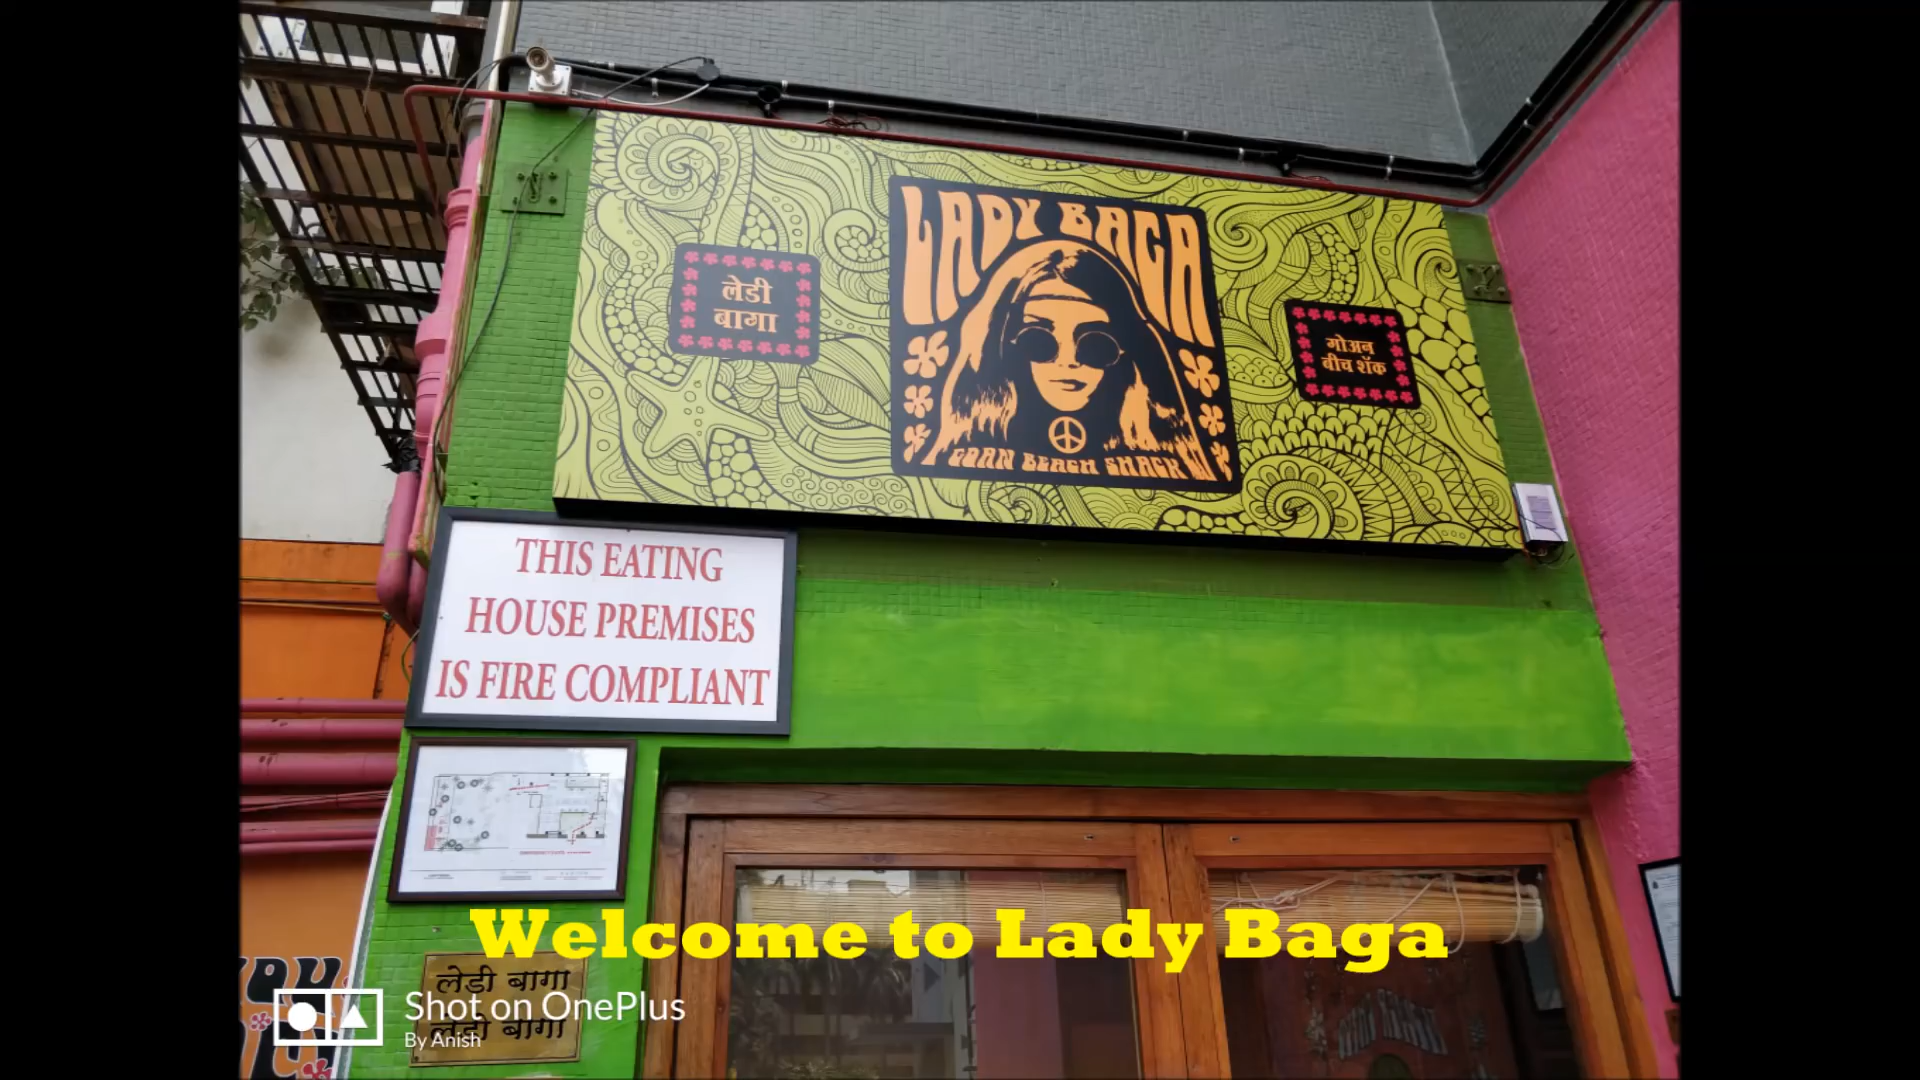 LADY BAGA
लेडी
बागा
गोअन
बीच शॅक
GOAN BEACH SHACK
THIS EATING
HOUSE PREMISES
IS FIRE COMPLIANT
Welcome to Lady Baga
लेडी बागा
लेडी बागा
Shot on OnePlus
By Anish